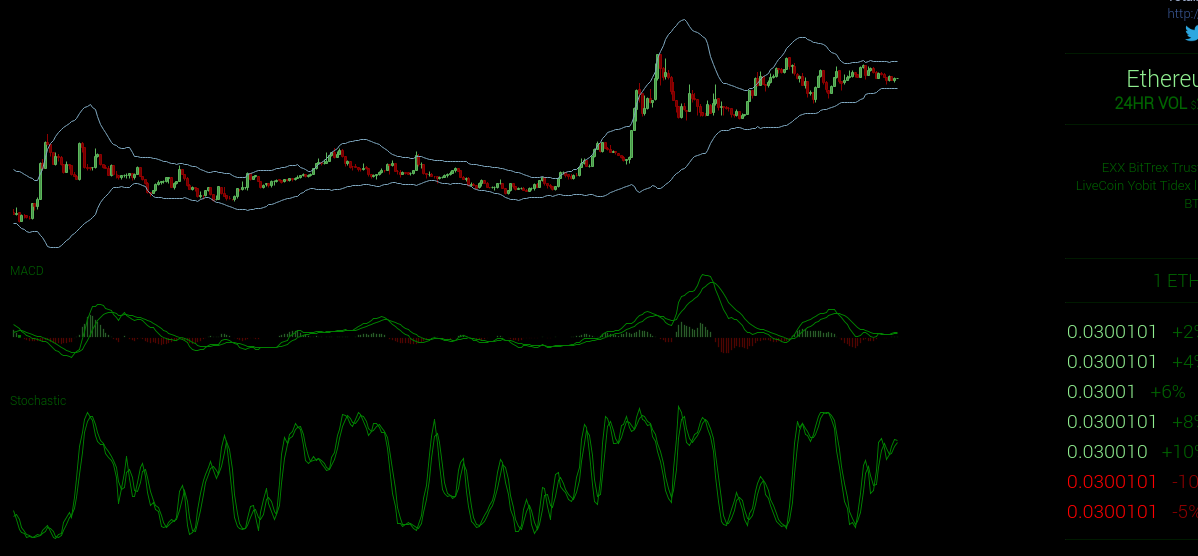 http:/
Ethereu
24HR VOL $
EXX BitTrex Trus
LiveCoin Yobit Tidex l
BT
1 ETH
MACD
0.0300101 +2%
0.0300101 +4%
0.03001 +6%
0.0300101 +8%
0.030010 +10%
0.0300101 -10
0.0300101 -5%
Stochastic